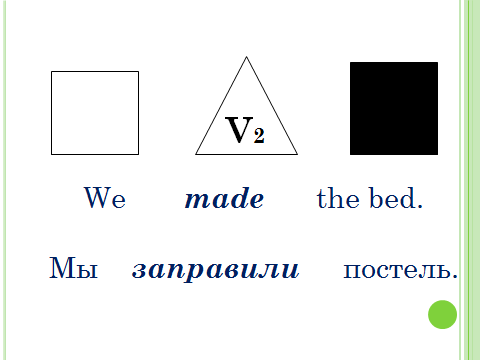 V2
We made the bed.
Мы заправили постель.